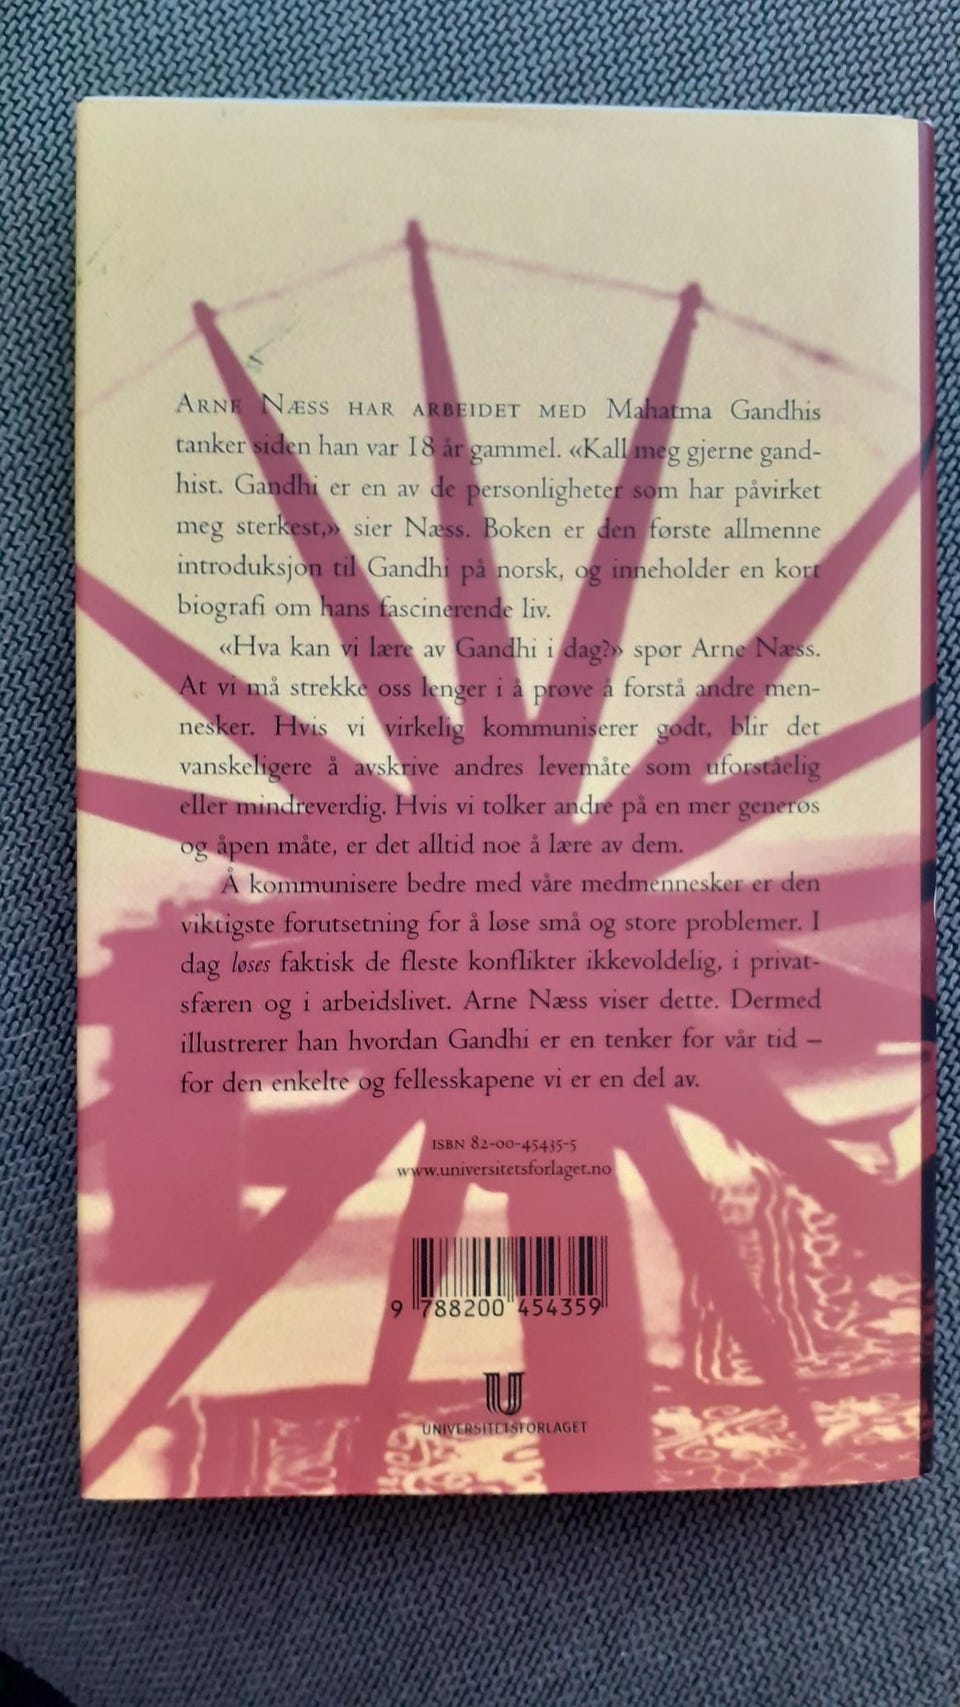 ARNE NÆSS HAR ARBEIDET MED Mahatma Gandhis
tanker siden han var 18 år gammel. «Kall meg gjerne gand-
hist. Gandhi er en av de personligheter som har påvirket
meg sterkest,» sier Næss. Boken er den første allmenne
introduksjon til Gandhi på norsk, og inneholder en kort
biografi om hans fascinerende liv.
«Hva kan vi lære av Gandhi i dag?» spør Arne Næss.
At vi må strekke oss lenger i å prøve å forstå andre men-
nesker. Hvis vi virkelig kommuniserer godt, blir det
vanskeligere å avskrive andres levemåte som uforståelig
eller mindreverdig. Hvis vi tolker andre på en mer generøs
og åpen måte, er det alltid noe å lære av dem.
Å kommunisere bedre med våre medmennesker er den
viktigste forutsetning for å løse små og store problemer. I
dag løses faktisk de fleste konflikter ikkevoldelig, i privat-
sfæren og i arbeidslivet. Arne Næss viser dette. Dermed
illustrerer han hvordan Gandhi er en tenker for vår tid –
for den enkelte og fellesskapene vi er en del av.
ISBN 82-00-45435-5
www.universitetsforlaget.no
9 788200 454359
UNIVERSITETSFORLAGET